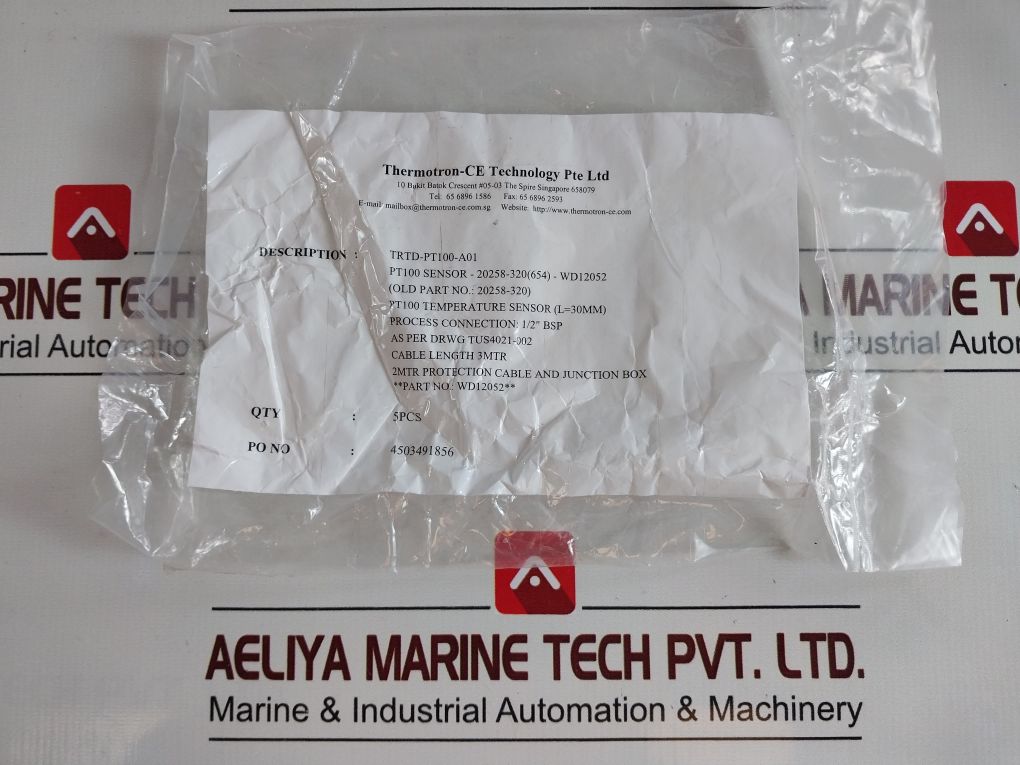 Thermotron-CE Technology Pte Ltd
10 Bukit Batok Crescent #05-03 The Spire Singapore 658079
Tel: 65 6896 1586 Fax: 65 6896 2593
E-mail: mailbox@thermotron-ce.com.sg Website: http://www.thermotron-ce.com
DESCRIPTION : TRTD-PT100-A01
PT100 SENSOR - 20258-320(654) - WD12052
(OLD PART NO.: 20258-320)
PT100 TEMPERATURE SENSOR (L=30MM)
PROCESS CONNECTION: 1/2" BSP
AS PER DRWG TUS4021-002
CABLE LENGTH 3MTR
2MTR PROTECTION CABLE AND JUNCTION BOX
**PART NO.: WD12052**
QTY : 5PCS
PO NO : 4503491856
RINE TECH
rial Automatio
AE
Industrial Au
AELIYA MARINE TECH PVT. LTD.
Marine & Industrial Automation & Machinery